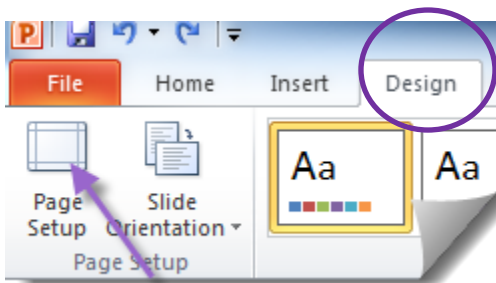 P
File Home Insert Design
Aa Aa
Page Slide
Setup Orientation
Page Setup